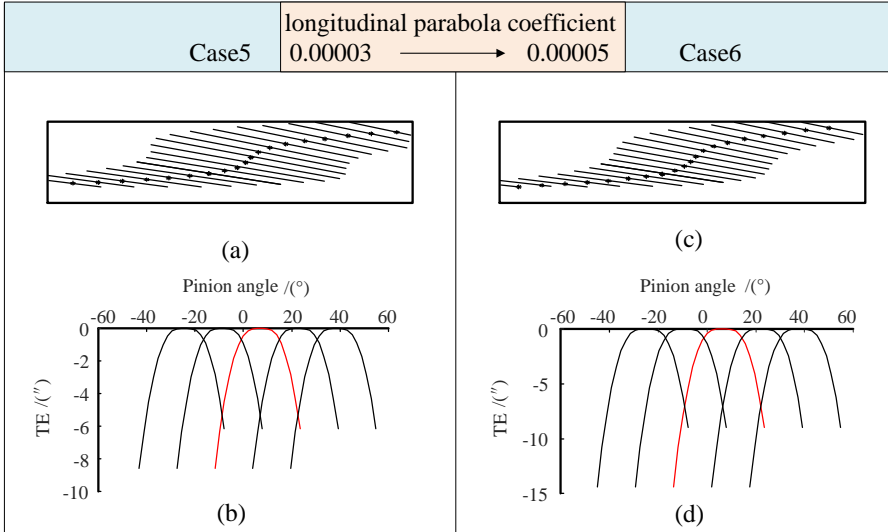 longitudinal parabola coefficient
Case5 0.00003 0.00005 Case6
(a)
Pinion angle /(°)
-60 -40 -20 0 20 40 60
0
-2
-4
-6
-8
-10
TE /(″)
(b)
(c)
Pinion angle /(°)
-60 -40 -20 0 20 40 60
0
-5
-10
-15
TE /(″)
(d)